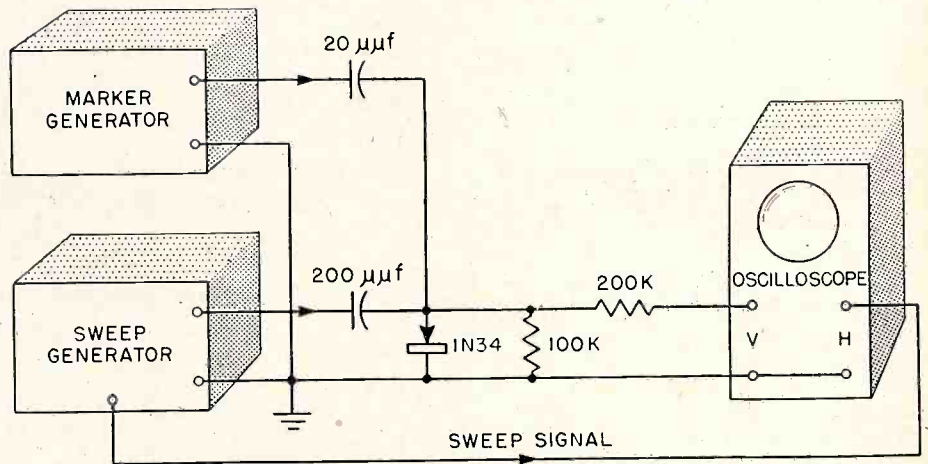 20 μμf
MARKER
GENERATOR
200 μμf
SWEEP
GENERATOR
1N34
100K
200K
OSCILLOSCOPE
V
H
SWEEP SIGNAL